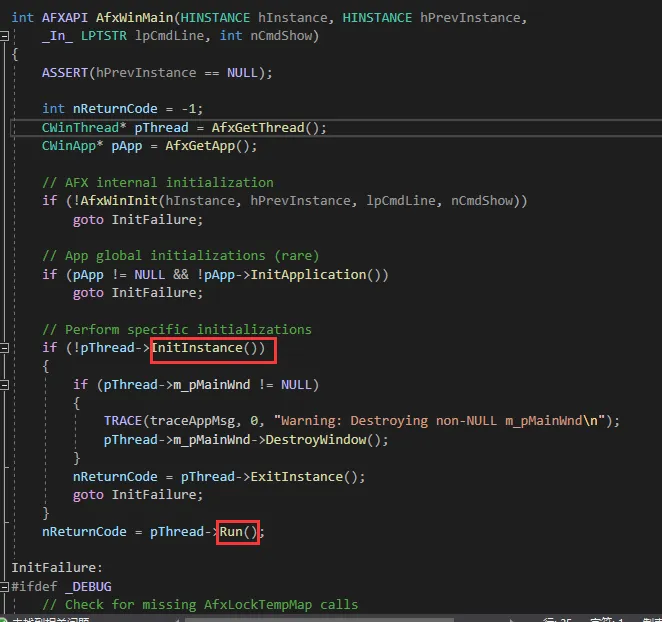 int AFXAPI AfxWinMain(HINSTANCE hInstance, HINSTANCE hPrevInstance,
_In_ LPTSTR lpCmdLine, int nCmdShow)
{
ASSERT(hPrevInstance == NULL);
int nReturnCode = -1;
CWinThread* pThread = AfxGetThread();
CWinApp* pApp = AfxGetApp();
// AFX internal initialization
if (!AfxWinInit(hInstance, hPrevInstance, lpCmdLine, nCmdShow))
goto InitFailure;
// App global initializations (rare)
if (pApp != NULL && !pApp->InitApplication())
goto InitFailure;
// Perform specific initializations
if (!pThread->InitInstance())
{
if (pThread->m_pMainWnd != NULL)
{
TRACE(traceAppMsg, 0, "Warning: Destroying non-NULL m_pMainWnd\n");
pThread->m_pMainWnd->DestroyWindow();
}
nReturnCode = pThread->ExitInstance();
goto InitFailure;
}
nReturnCode = pThread->Run();
InitFailure:
#ifdef _DEBUG
// Check for missing AfxLockTempMap calls